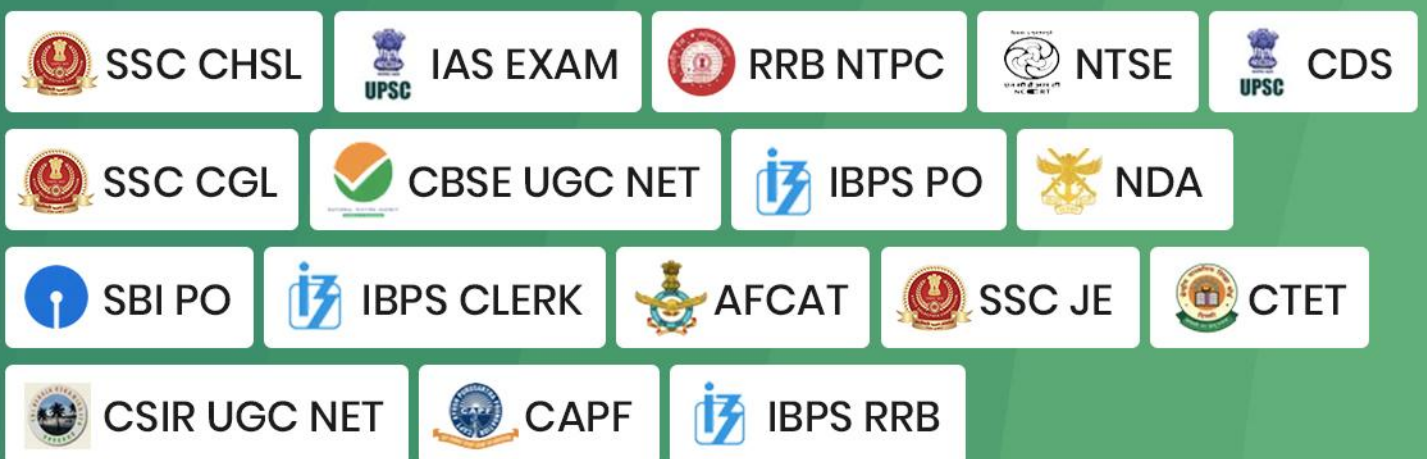 SSC CHSL UPSC IAS EXAM RRB NTPC NTSE UPSC CDS
SSC CGL CBSE UGC NET IBPS PO NDA
SBI PO IBPS CLERK AFCAT SSC JE CTET
CSIR UGC NET CAPF IBPS RRB